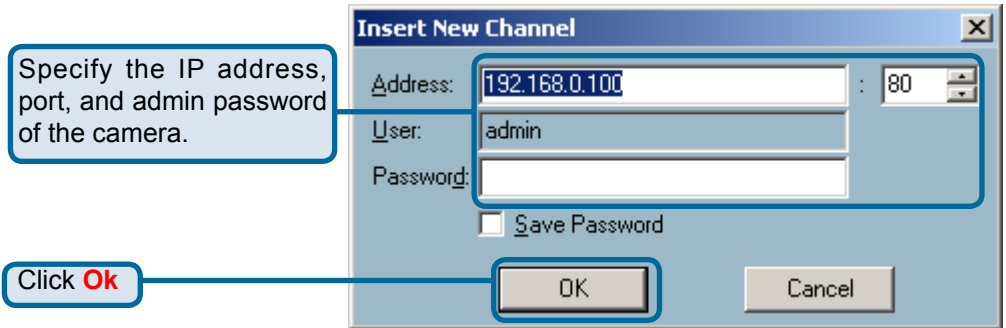 Insert New Channel
Specify the IP address,
port, and admin password
of the camera.
Address: 192.168.0.100 : 80
User: admin
Password:
Save Password
Click Ok
OK Cancel